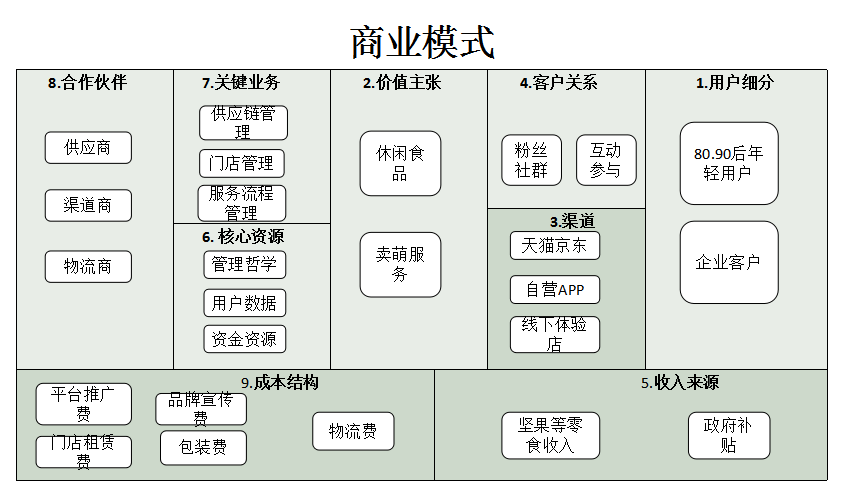 商业模式
8.合作伙伴
供应商
渠道商
物流商
7.关键业务
供应链管
理
门店管理
服务流程
管理
6. 核心资源
管理哲学
用户数据
资金资源
2.价值主张
休闲食
品
卖萌服
务
4.客户关系
粉丝
社群
互动
参与
3.渠道
天猫京东
自营APP
线下体验
店
1.用户细分
80.90后年
轻用户
企业客户
9.成本结构
平台推广
费
门店租赁
费
品牌宣传
费
包装费
物流费
5.收入来源
坚果等零
食收入
政府补
贴